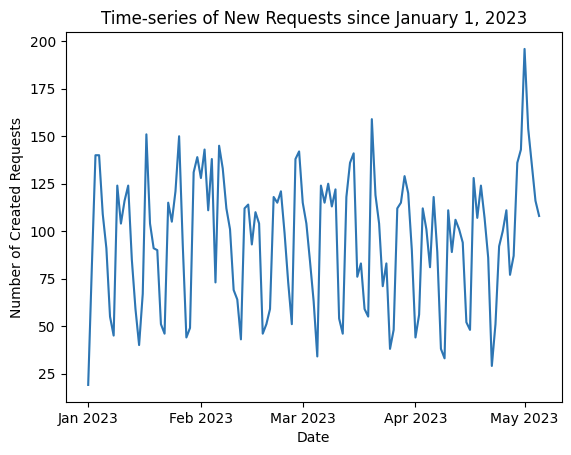 Time-series of New Requests since January 1, 2023
Number of Created Requests
200
175
150
125
100
75
50
25
Jan 2023 Feb 2023 Mar 2023 Apr 2023 May 2023
Date